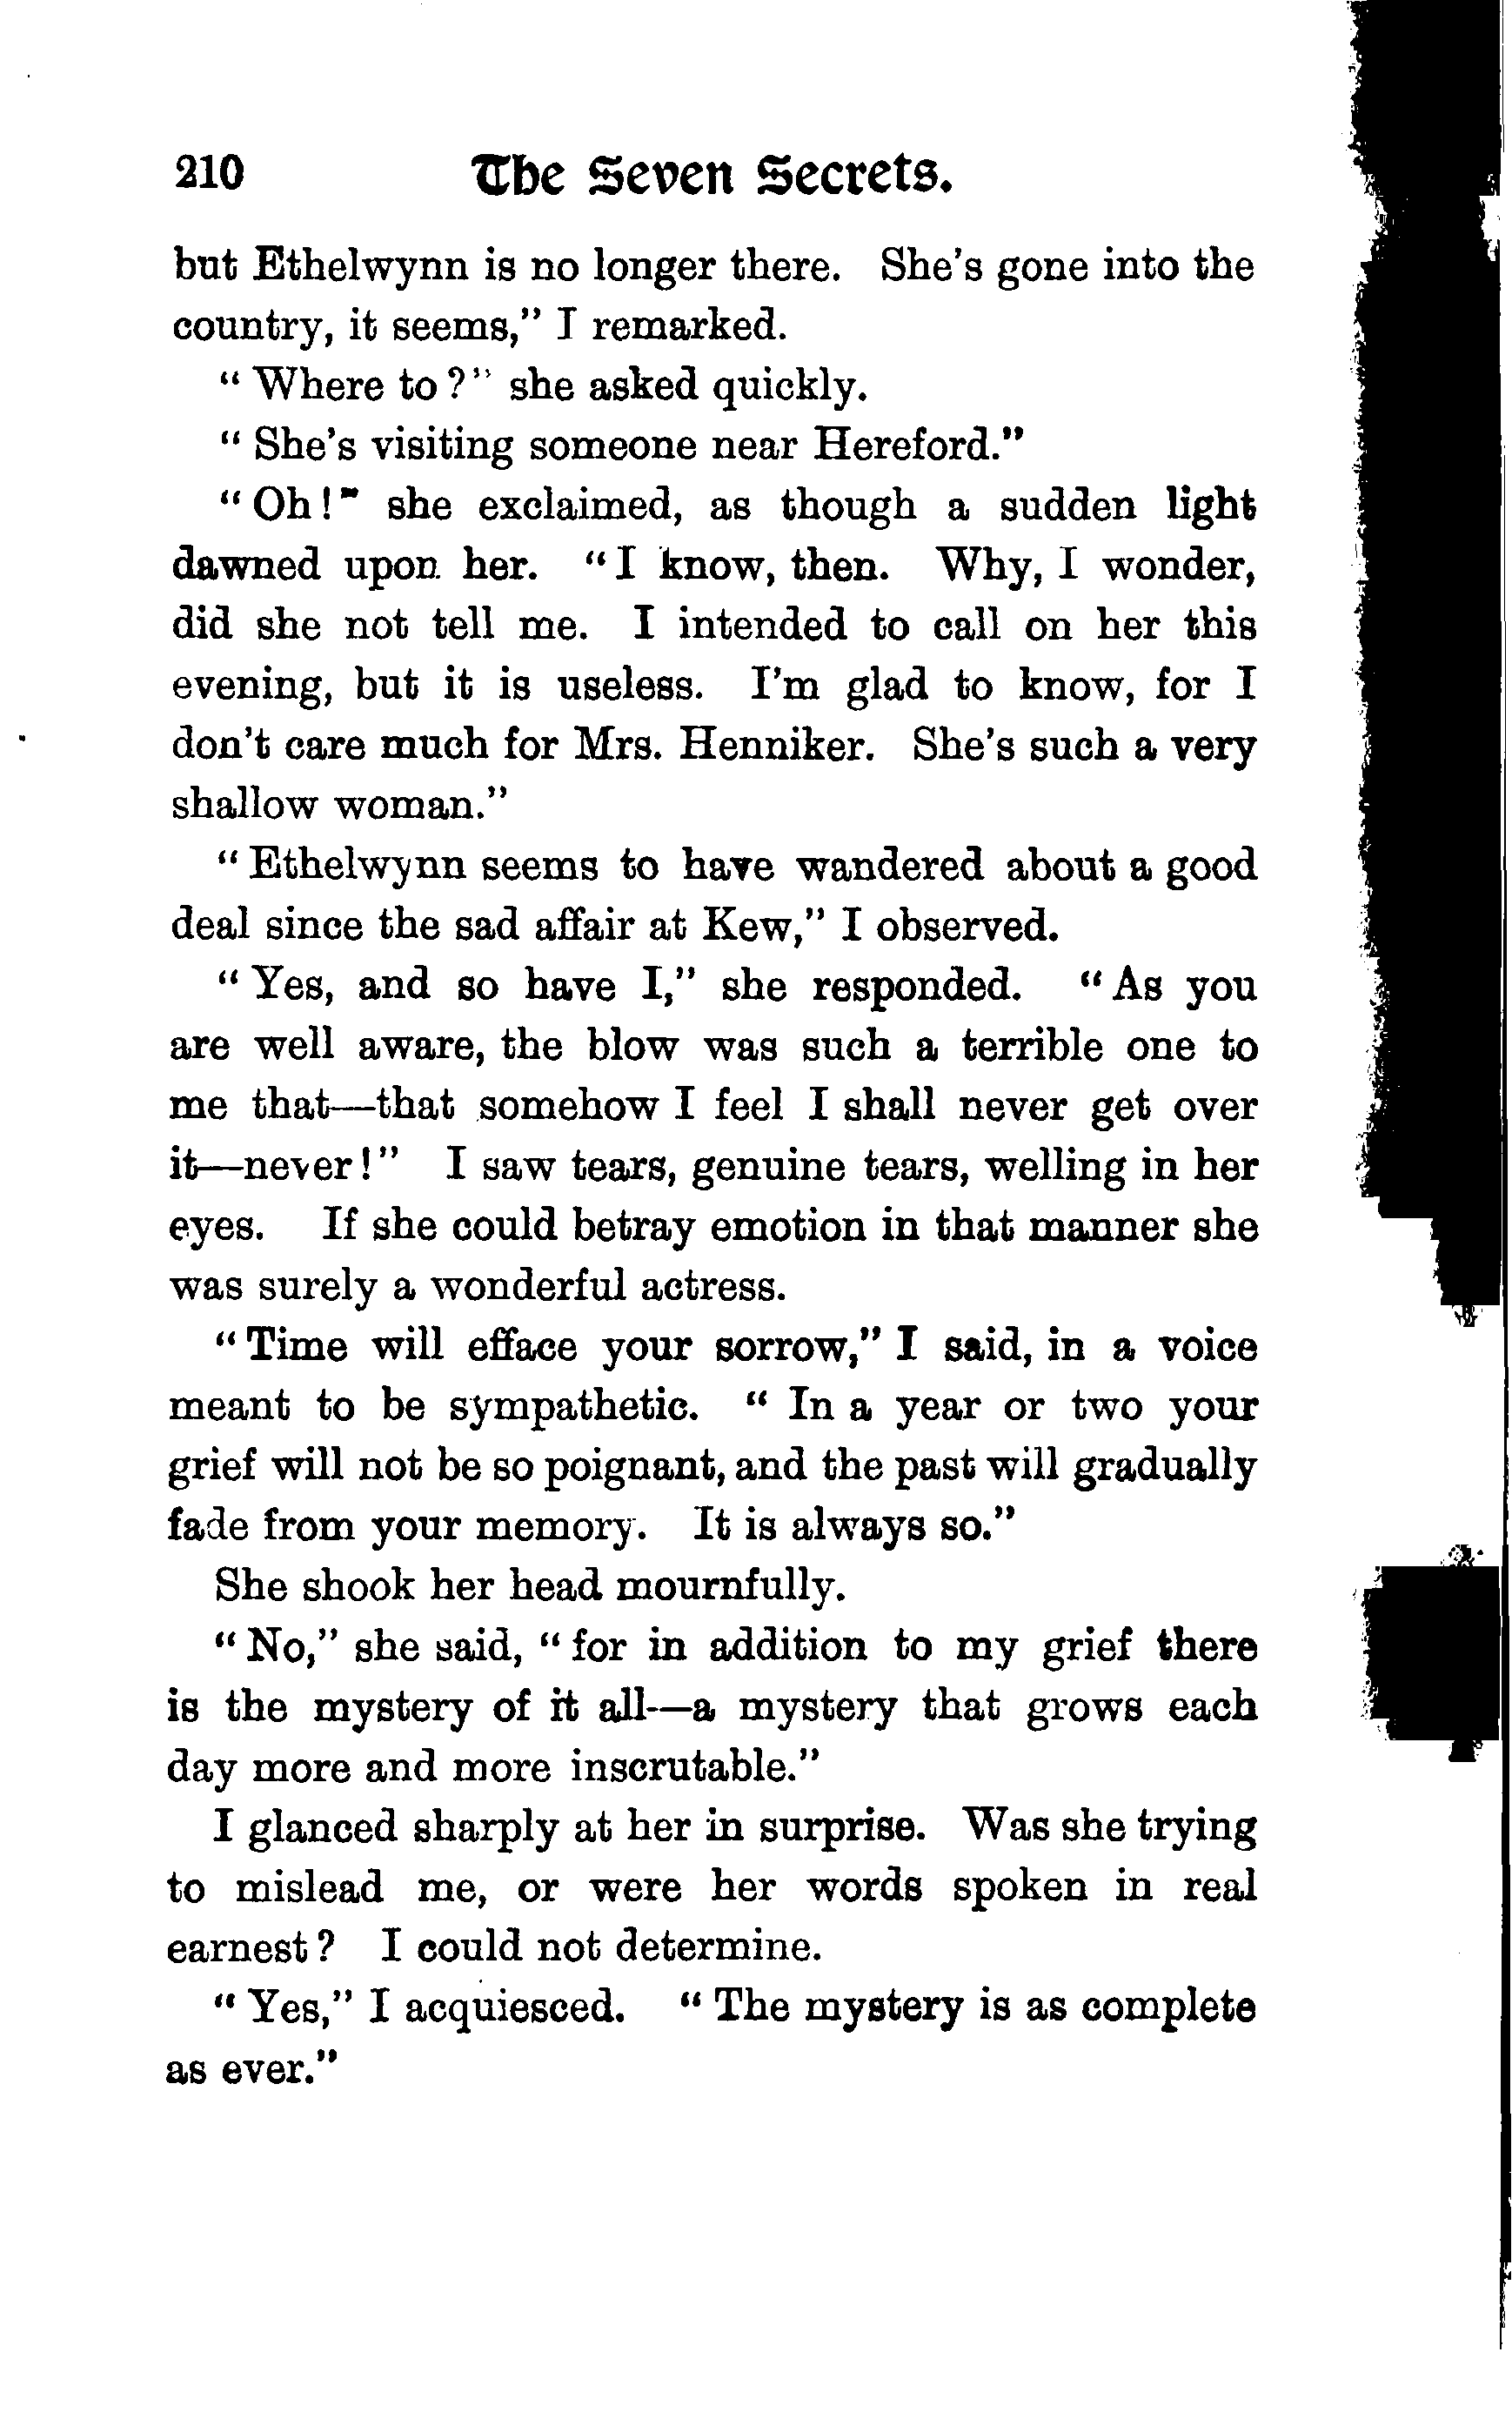 210 The Seven Secrets.
but Ethelwynn is no longer there. She's gone into the
country, it seems," I remarked.
"Where to?" she asked quickly.
"She's visiting someone near Hereford."
"Oh!" she exclaimed, as though a sudden light
dawned upon her. "I know, then. Why, I wonder,
did she not tell me. I intended to call on her this
evening, but it is useless. I'm glad to know, for I
don't care much for Mrs. Henniker. She's such a very
shallow woman."
"Ethelwynn seems to have wandered about a good
deal since the sad affair at Kew," I observed.
"Yes, and so have I," she responded. "As you
are well aware, the blow was such a terrible one to
me that—that somehow I feel I shall never get over
it—never!" I saw tears, genuine tears, welling in her
eyes. If she could betray emotion in that manner she
was surely a wonderful actress.
"Time will efface your sorrow," I said, in a voice
meant to be sympathetic. "In a year or two your
grief will not be so poignant, and the past will gradually
fade from your memory. It is always so."
She shook her head mournfully.
"No," she said, "for in addition to my grief there
is the mystery of it all—a mystery that grows each
day more and more inscrutable."
I glanced sharply at her in surprise. Was she trying
to mislead me, or were her words spoken in real
earnest? I could not determine.
"Yes," I acquiesced. "The mystery is as complete
as ever."